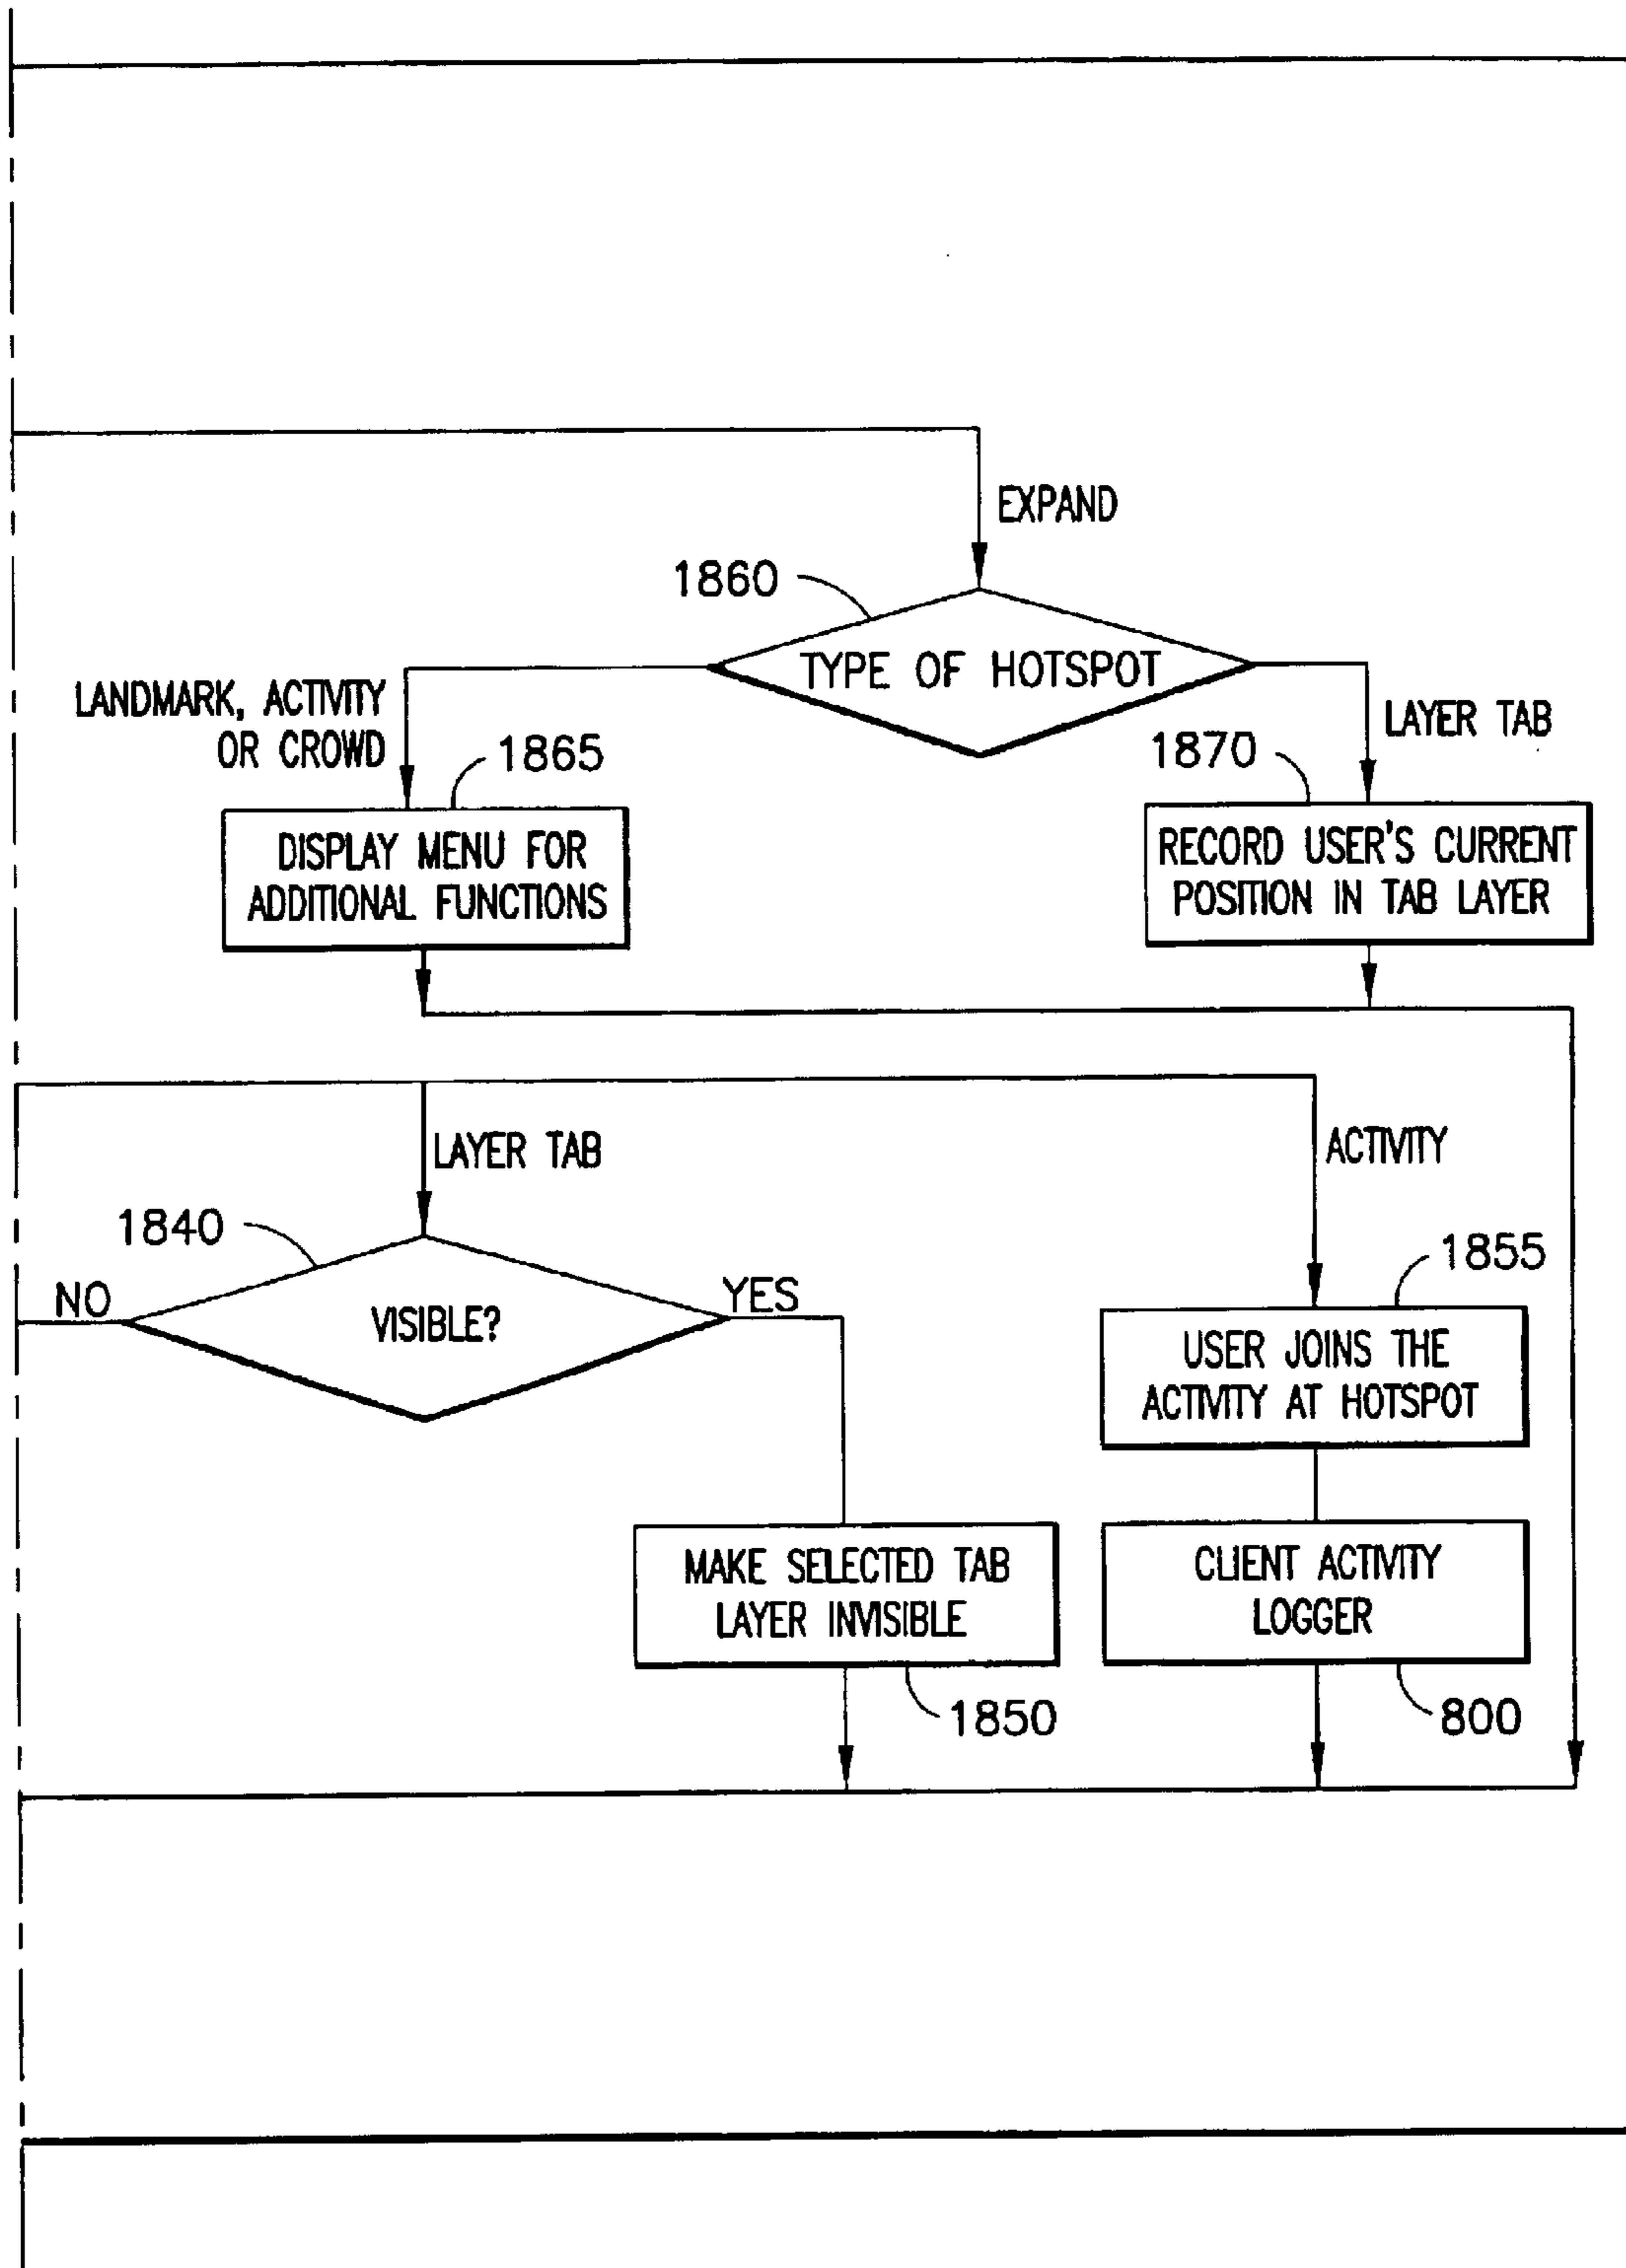 EXPAND
1860
TYPE OF HOTSPOT
LANDMARK, ACTIVITY
OR CROWD
1865
LAYER TAB
1870
DISPLAY MENU FOR
ADDITIONAL FUNCTIONS
RECORD USER'S CURRENT
POSITION IN TAB LAYER
LAYER TAB
ACTIVITY
1840
NO
VISIBLE?
YES
1855
USER JOINS THE
ACTIVITY AT HOTSPOT
MAKE SELECTED TAB
LAYER INVISIBLE
1850
CLIENT ACTIVITY
LOGGER
800